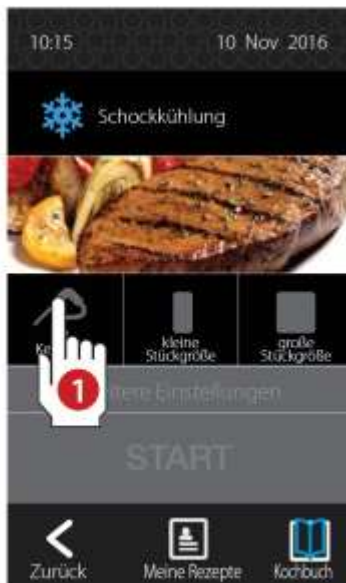 10:15 10 Nov 2016
Schockkühlung
kleine
Stückgröße
große
Stückgröße
1
Einstellungen
START
Zurück
Meine Rezepte
Kochbuch